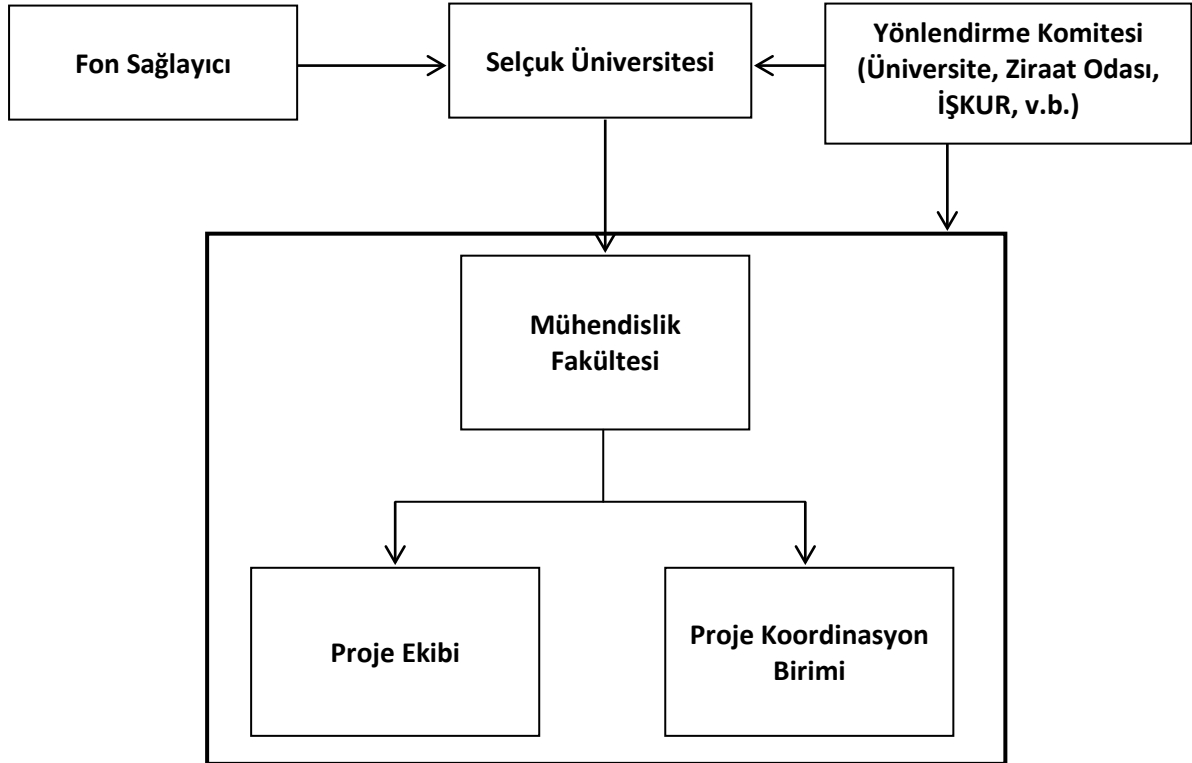 Fon Sağlayıcı
Selçuk Üniversitesi
Yönlendirme Komitesi
(Üniversite, Ziraat Odası,
İŞKUR, v.b.)
Mühendislik
Fakültesi
Proje Ekibi
Proje Koordinasyon
Birimi